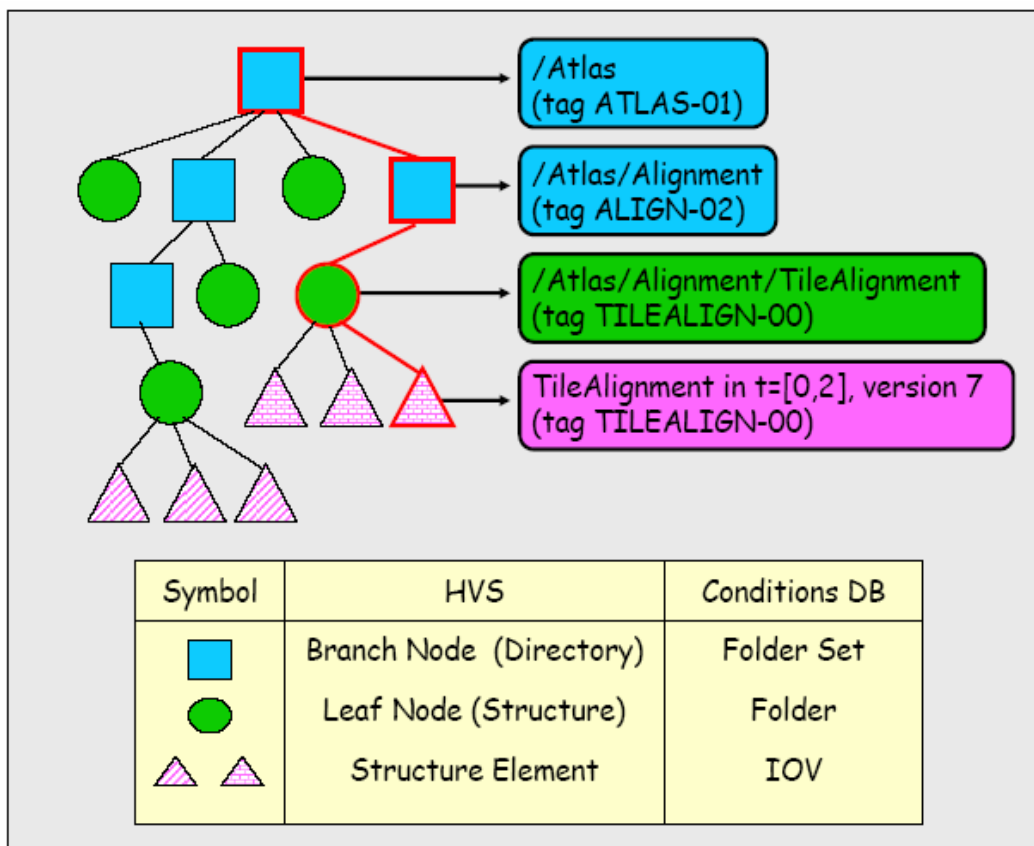 /Atlas
(tag ATLAS-01)
/Atlas/Alignment
(tag ALIGN-02)
/Atlas/Alignment/TileAlignment
(tag TILEALIGN-00)
TileAlignment in t=[0,2], version 7
(tag TILEALIGN-00)
Symbol HVS Conditions DB
Branch Node (Directory) Folder Set
Leaf Node (Structure) Folder
Structure Element IOV